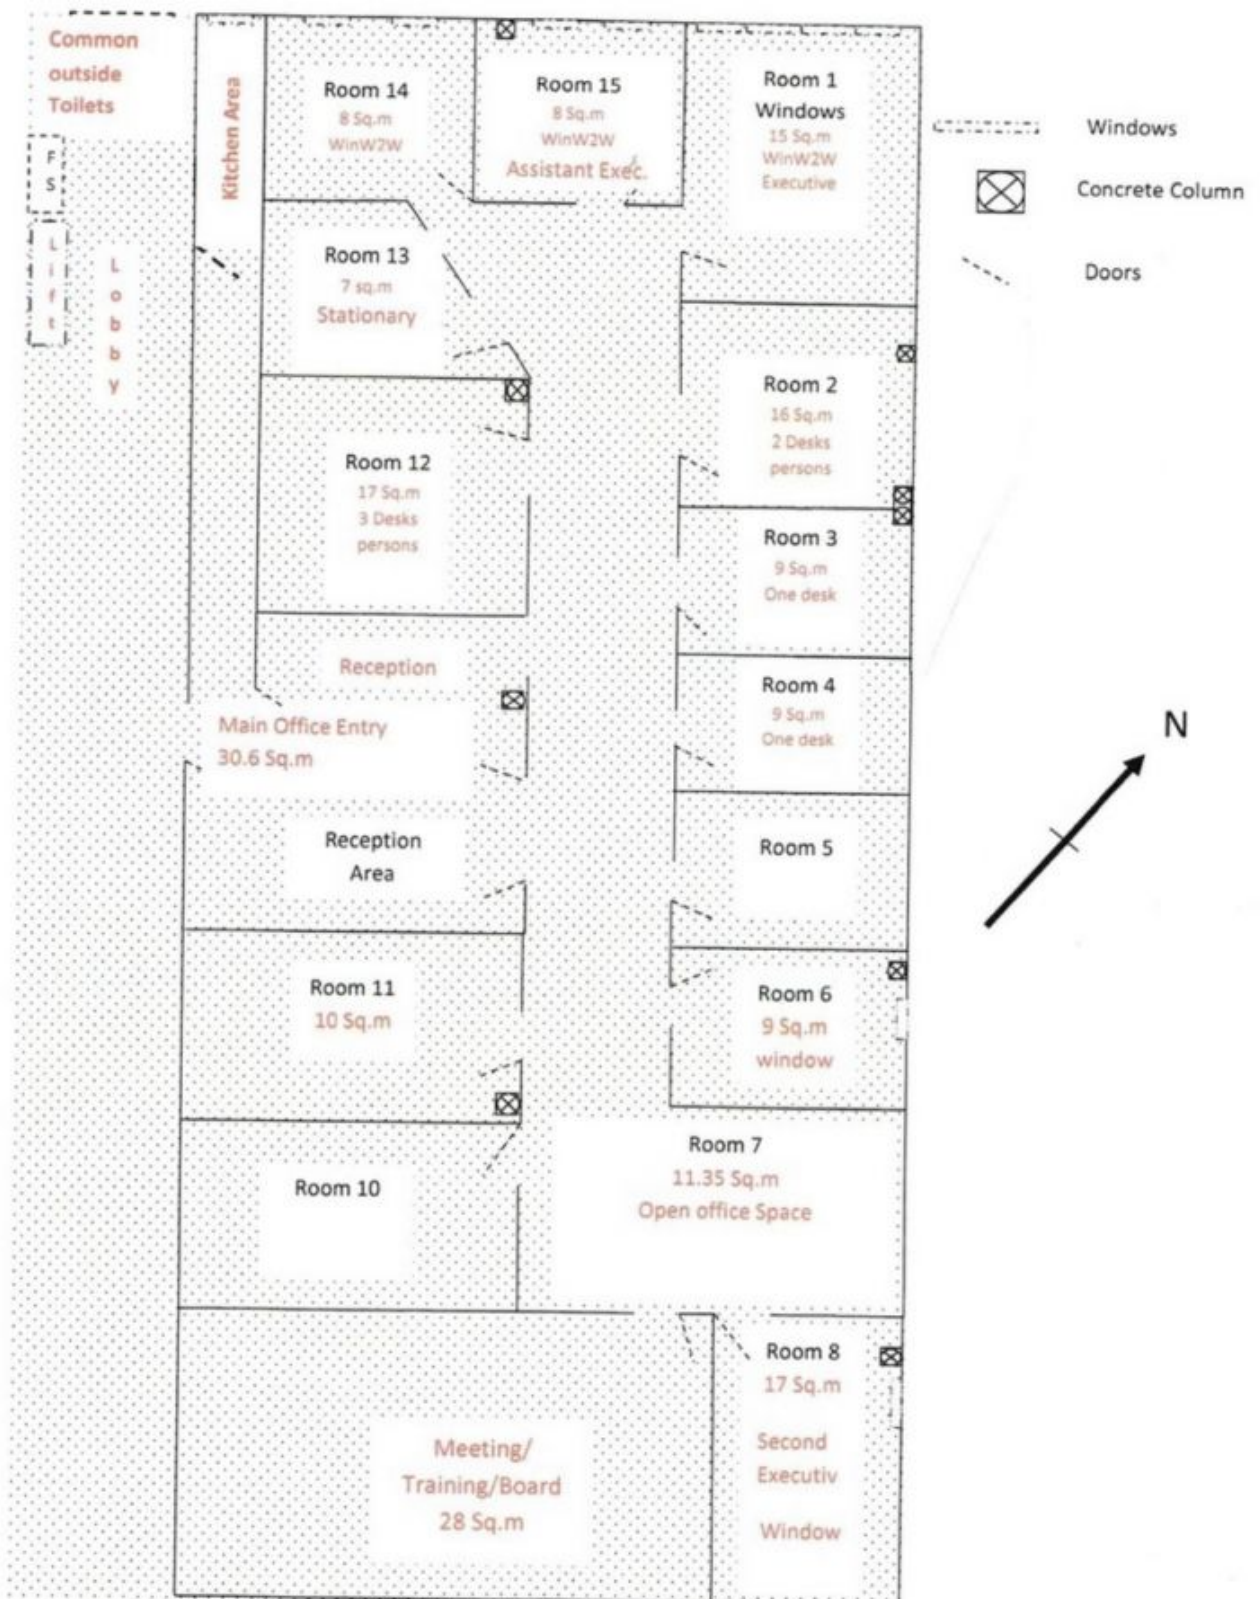 Common
outside
Toilets
F
S
L
i
f
t
L
o
b
b
y
Kitchen Area
Room 14
8 Sq.m
WinW2W
Room 15
8 Sq.m
WinW2W
Assistant Exec.
Room 1
Windows
15 Sq.m
WinW2W
Executive
Windows
Concrete Column
Doors
Room 13
7 sq.m
Stationary
Room 2
16 Sq.m
2 Desks
persons
Room 12
17 Sq.m
3 Desks
persons
Room 3
9 Sq.m
One desk
Reception
Room 4
9 Sq.m
One desk
Main Office Entry
30.6 Sq.m
N
Reception
Area
Room 5
Room 11
10 Sq.m
Room 6
9 Sq.m
window
Room 7
11.35 Sq.m
Open office Space
Room 10
Room 8
17 Sq.m
Second
Executiv
Window
Meeting/
Training/Board
28 Sq.m